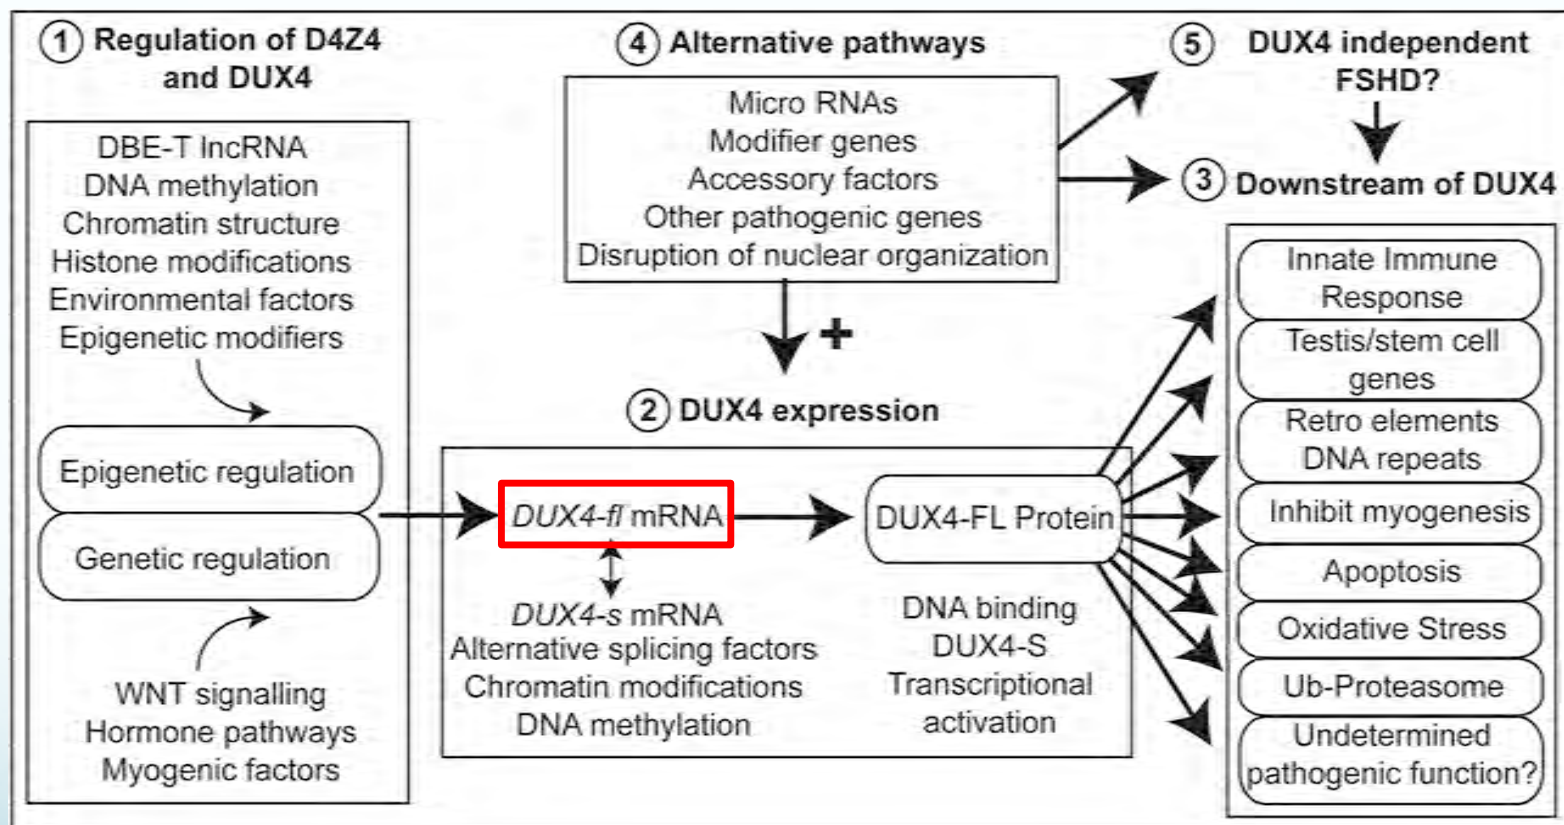 ① Regulation of D4Z4
and DUX4
DBE-T lncRNA
DNA methylation
Chromatin structure
Histone modifications
Environmental factors
Epigenetic modifiers
Epigenetic regulation
Genetic regulation
WNT signalling
Hormone pathways
Myogenic factors
④ Alternative pathways
Micro RNAs
Modifier genes
Accessory factors
Other pathogenic genes
Disruption of nuclear organization
+
② DUX4 expression
DUX4-fl mRNA
DUX4-s mRNA
Alternative splicing factors
Chromatin modifications
DNA methylation
DUX4-FL Protein
DNA binding
DUX4-S
Transcriptional
activation
⑤ DUX4 independent
FSHD?
③ Downstream of DUX4
Innate Immune
Response
Testis/stem cell
genes
Retro elements
DNA repeats
Inhibit myogenesis
Apoptosis
Oxidative Stress
Ub-Proteasome
Undetermined
pathogenic function?